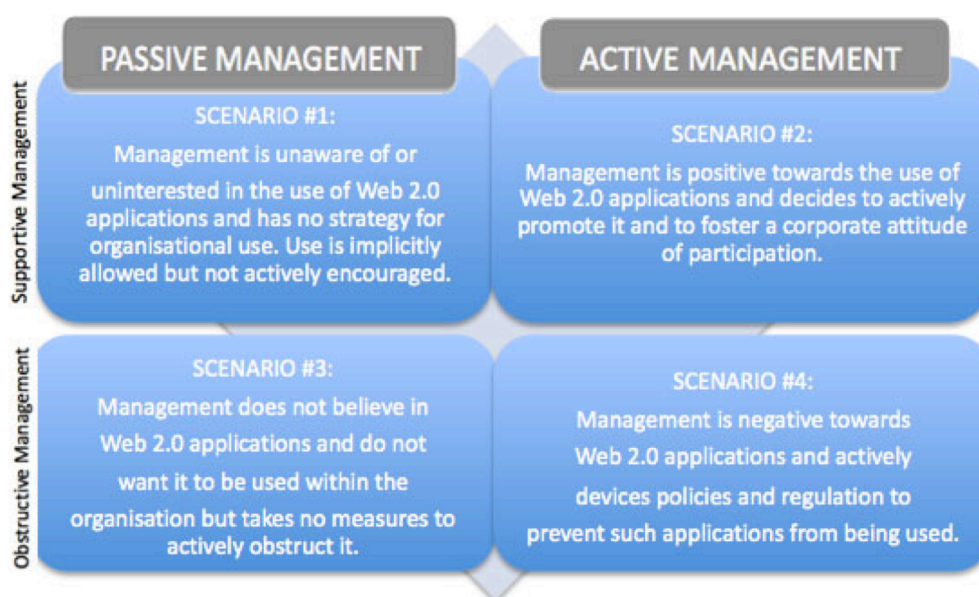 PASSIVE MANAGEMENT
ACTIVE MANAGEMENT
Supportive Management
SCENARIO #1:
Management is unaware of or
uninterested in the use of Web 2.0
applications and has no strategy for
organisational use. Use is implicitly
allowed but not actively encouraged.
SCENARIO #2:
Management is positive towards the use of
Web 2.0 applications and decides to actively
promote it and to foster a corporate attitude
of participation.
Obstructive Management
SCENARIO #3:
Management does not believe in
Web 2.0 applications and do not
want it to be used within the
organisation but takes no measures to
actively obstruct it.
SCENARIO #4:
Management is negative towards
Web 2.0 applications and actively
devices policies and regulation to
prevent such applications from being used.